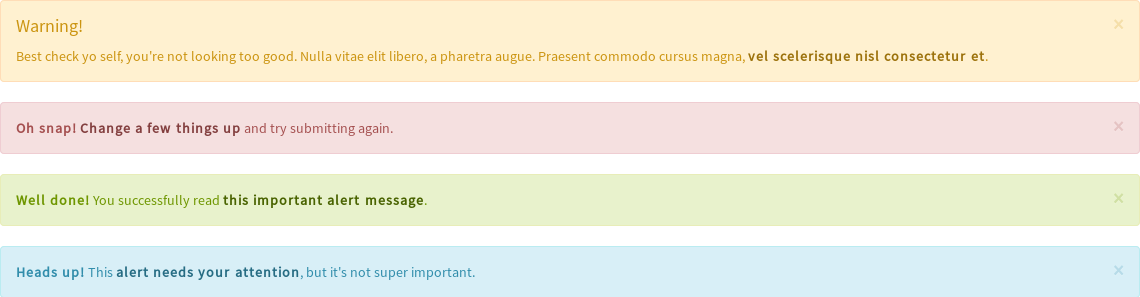 Warning!
×
Best check yo self, you're not looking too good. Nulla vitae elit libero, a pharetra augue. Praesent commodo cursus magna, vel scelerisque nisl consectetur et.
Oh snap! Change a few things up and try submitting again.
×
Well done! You successfully read this important alert message.
×
Heads up! This alert needs your attention, but it's not super important.
×